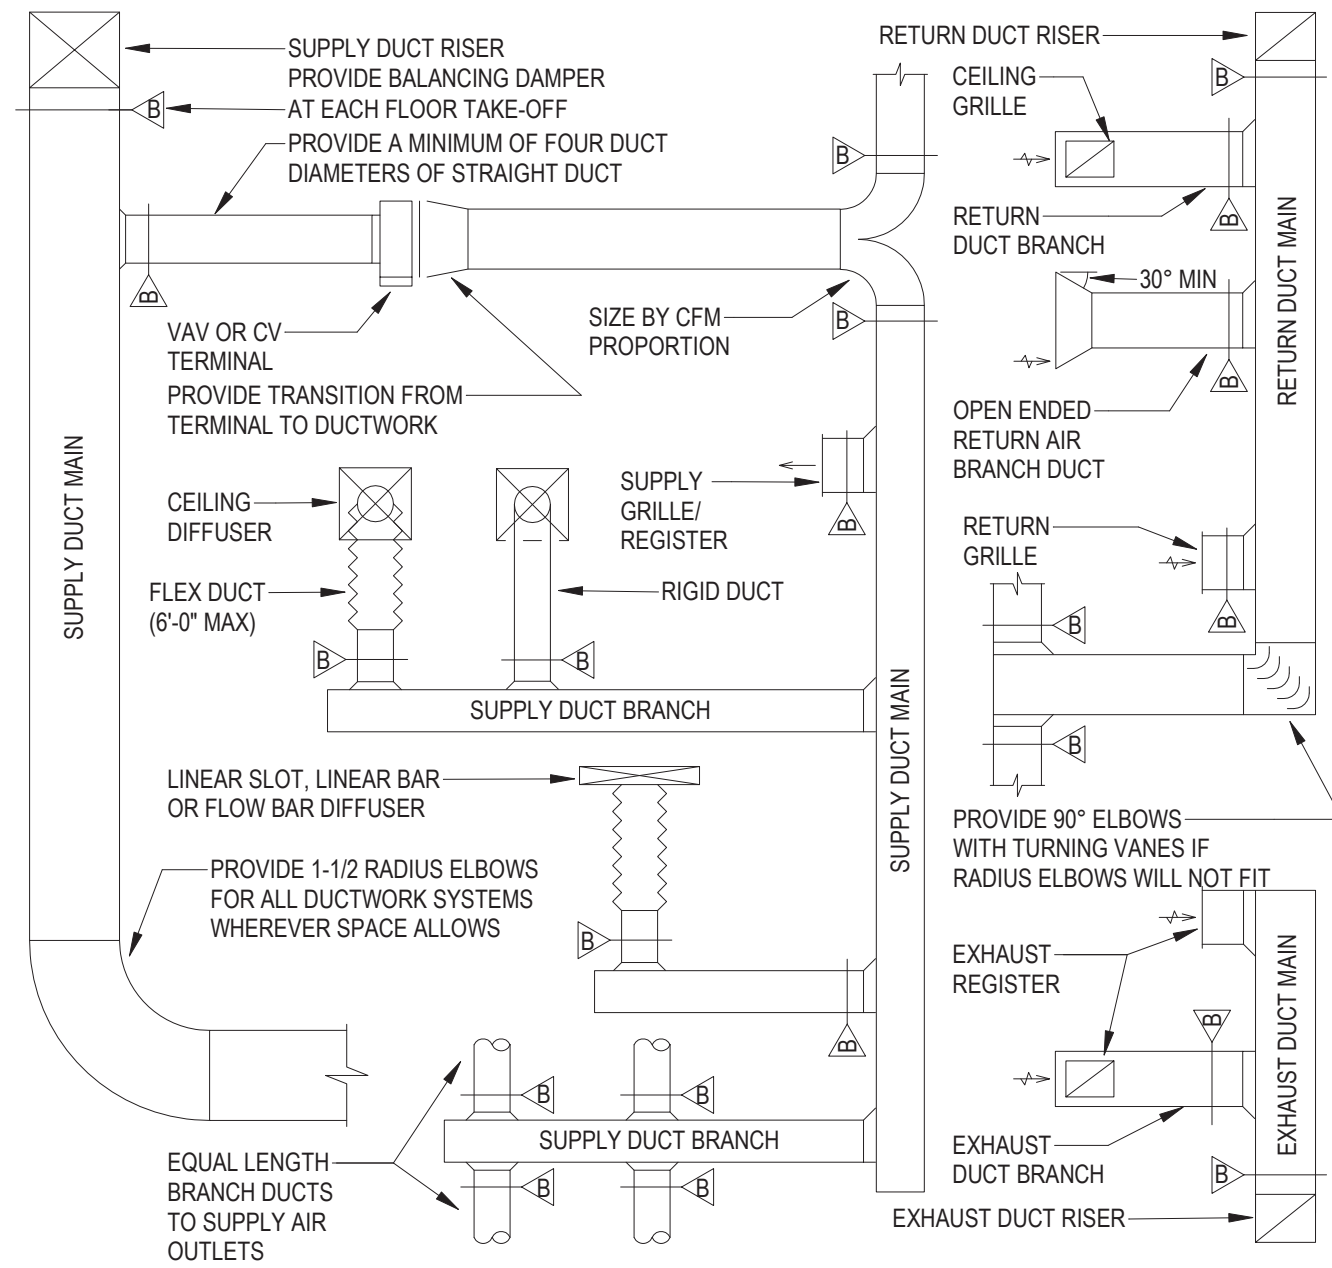 SUPPLY DUCT RISER
PROVIDE BALANCING DAMPER
AT EACH FLOOR TAKE-OFF
B
PROVIDE A MINIMUM OF FOUR DUCT
DIAMETERS OF STRAIGHT DUCT
B
VAV OR CV
TERMINAL
PROVIDE TRANSITION FROM
TERMINAL TO DUCTWORK
SIZE BY CFM
PROPORTION
B
B
SUPPLY DUCT MAIN
CEILING
DIFFUSER
FLEX DUCT
(6'-0" MAX)
SUPPLY
GRILLE/
REGISTER
B
RIGID DUCT
B
B
SUPPLY DUCT BRANCH
SUPPLY DUCT MAIN
LINEAR SLOT, LINEAR BAR
OR FLOW BAR DIFFUSER
PROVIDE 1-1/2 RADIUS ELBOWS
FOR ALL DUCTWORK SYSTEMS
WHEREVER SPACE ALLOWS
B
B
B
B
SUPPLY DUCT BRANCH
B
B
EQUAL LENGTH
BRANCH DUCTS
TO SUPPLY AIR
OUTLETS
RETURN DUCT RISER
B
CEILING
GRILLE
RETURN
DUCT BRANCH
B
30° MIN
RETURN DUCT MAIN
OPEN ENDED
RETURN AIR
BRANCH DUCT
B
RETURN
GRILLE
B
B
B
PROVIDE 90° ELBOWS
WITH TURNING VANES IF
RADIUS ELBOWS WILL NOT FIT
EXHAUST
REGISTER
B
EXHAUST DUCT MAIN
EXHAUST
DUCT BRANCH
B
EXHAUST DUCT RISER